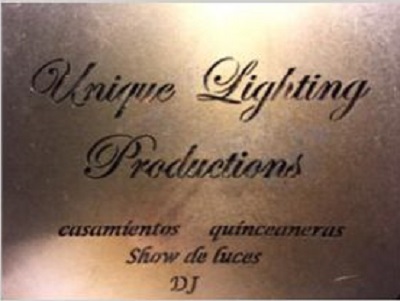 Unique Lighting
Productions
casamientos quinceaneras
Show de luces
DJ